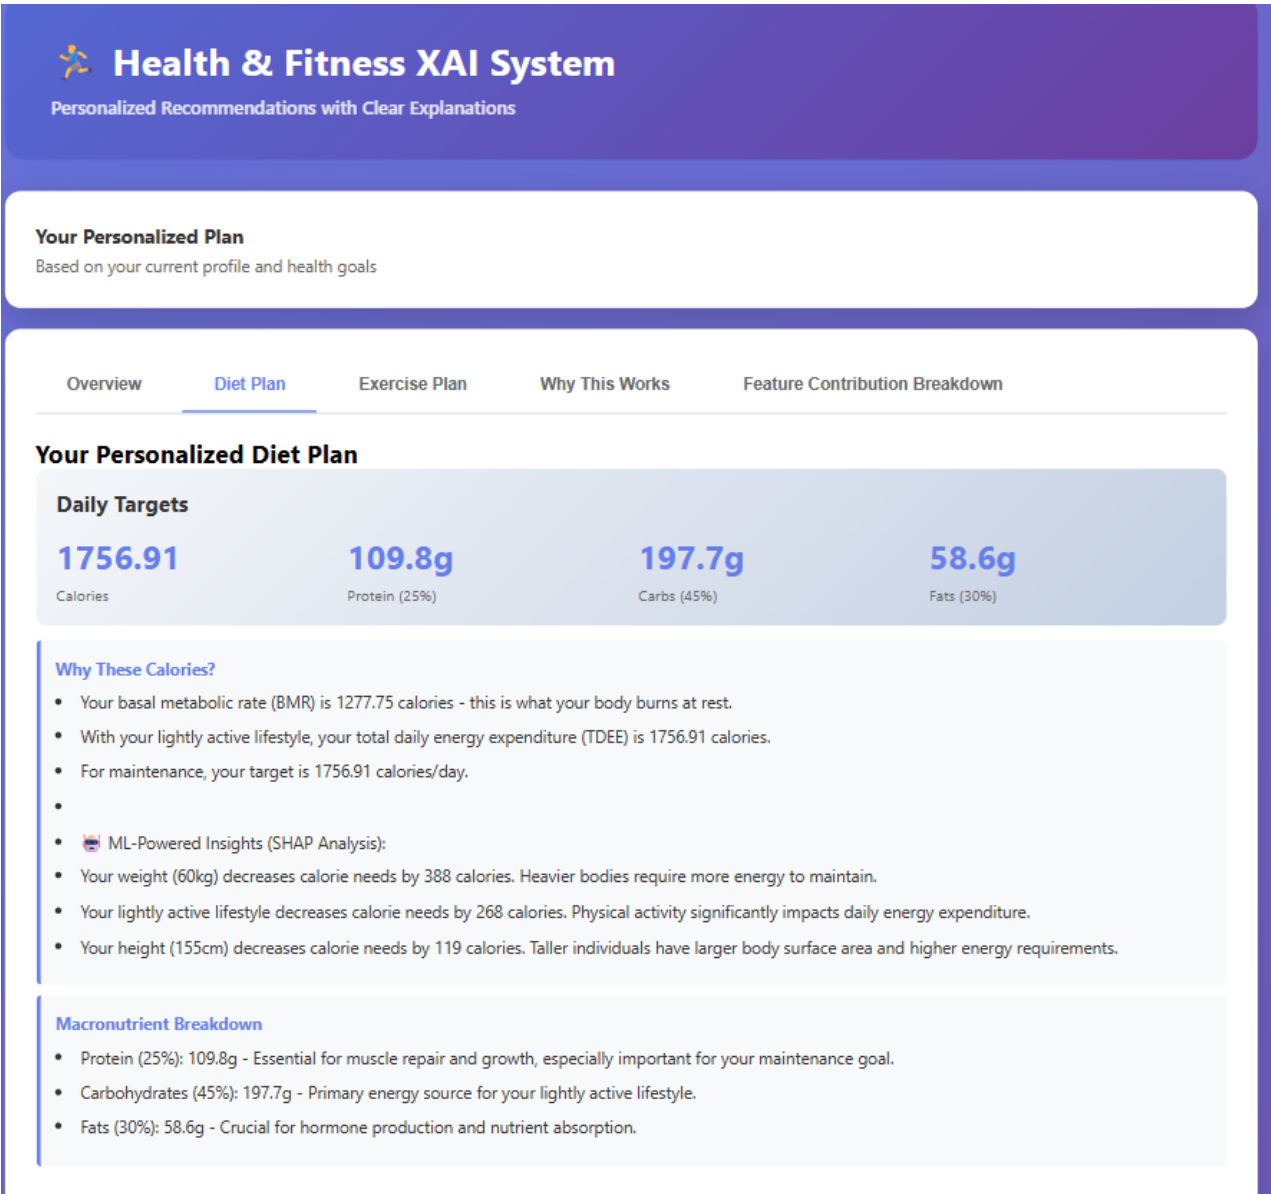 🏃 Health & Fitness XAI System
Personalized Recommendations with Clear Explanations
Your Personalized Plan
Based on your current profile and health goals
Overview Diet Plan Exercise Plan Why This Works Feature Contribution Breakdown
Your Personalized Diet Plan
Daily Targets
1756.91 109.8g 197.7g 58.6g
Calories Protein (25%) Carbs (45%) Fats (30%)
Why These Calories?
• Your basal metabolic rate (BMR) is 1277.75 calories - this is what your body burns at rest.
• With your lightly active lifestyle, your total daily energy expenditure (TDEE) is 1756.91 calories.
• For maintenance, your target is 1756.91 calories/day.
•
• 🤖 ML-Powered Insights (SHAP Analysis):
• Your weight (60kg) decreases calorie needs by 388 calories. Heavier bodies require more energy to maintain.
• Your lightly active lifestyle decreases calorie needs by 268 calories. Physical activity significantly impacts daily energy expenditure.
• Your height (155cm) decreases calorie needs by 119 calories. Taller individuals have larger body surface area and higher energy requirements.
Macronutrient Breakdown
• Protein (25%): 109.8g - Essential for muscle repair and growth, especially important for your maintenance goal.
• Carbohydrates (45%): 197.7g - Primary energy source for your lightly active lifestyle.
• Fats (30%): 58.6g - Crucial for hormone production and nutrient absorption.